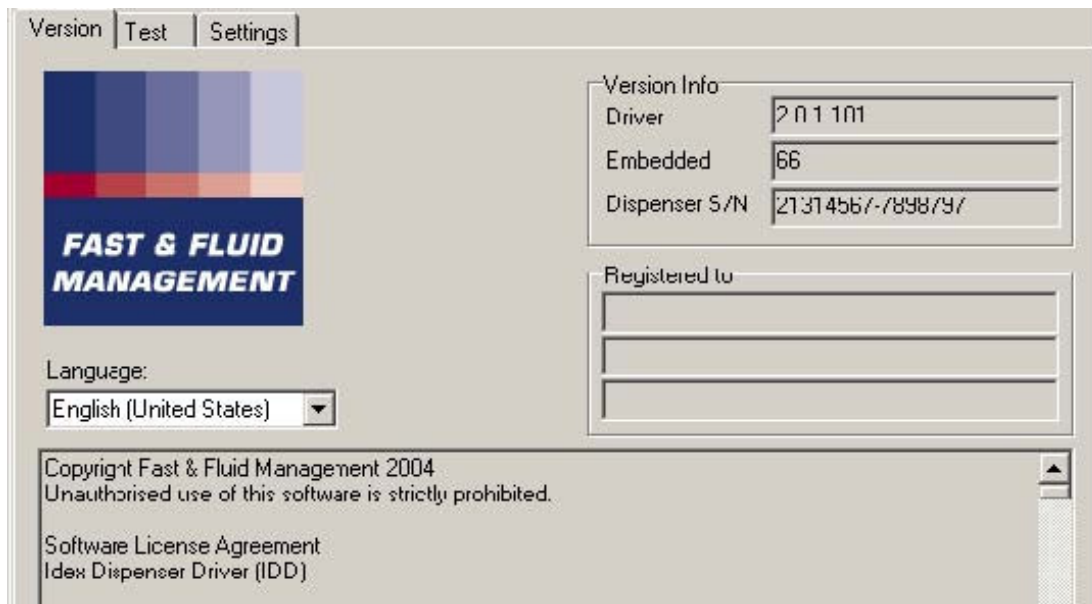 Version Test Settings
FAST & FLUID
MANAGEMENT
Version Info
Driver 2.0.1.101
Embedded 66
Dispenser S/N 21314567-7898797
Registered to
Language:
English (United States)
Copyright Fast & Fluid Management 2004
Unauthorised use of this software is strictly prohibited.
Software License Agreement
Idex Dispenser Driver (IDD)